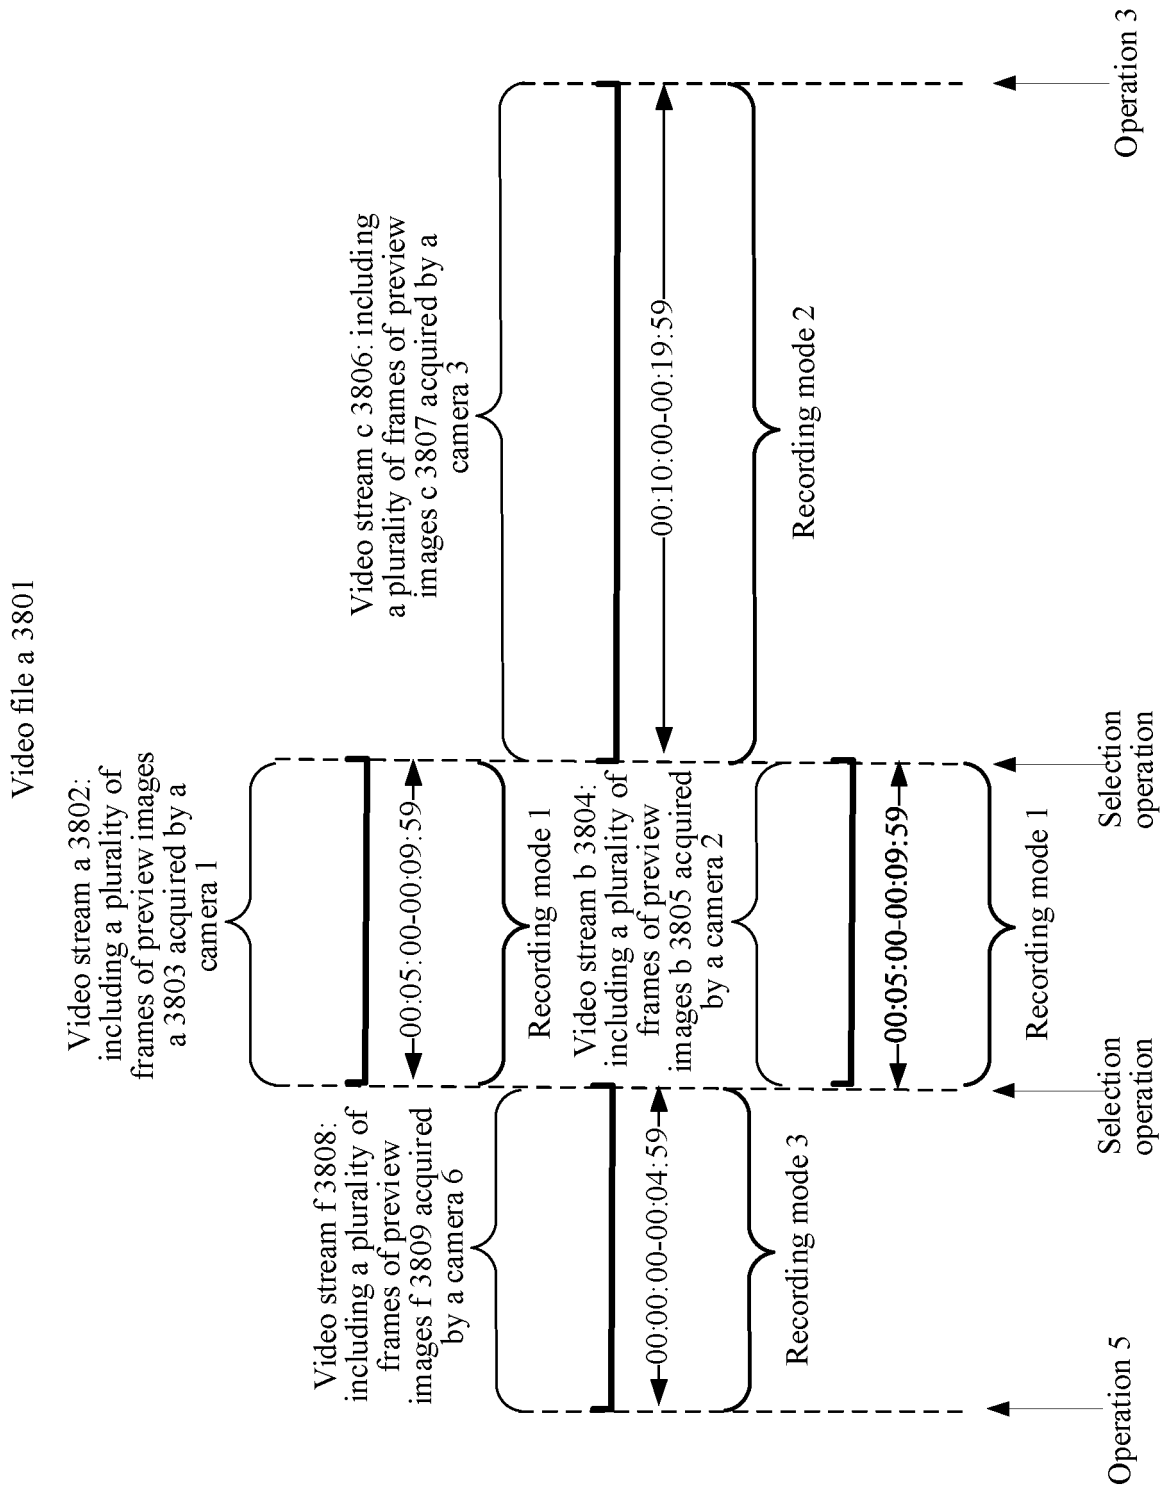 Video file a 3801
Video stream a 3802:
including a plurality of
frames of preview images
a 3803 acquired by a
camera 1
00:05:00-00:09:59
Recording mode 1
Video stream f 3808:
including a plurality of
frames of preview
images f 3809 acquired
by a camera 6
00:00:00-00:04:59
Recording mode 3
Video stream c 3806: including
a plurality of frames of preview
images c 3807 acquired by a
camera 3
00:10:00-00:19:59
Recording mode 2
Video stream b 3804:
including a plurality of
frames of preview
images b 3805 acquired
by a camera 2
00:05:00-00:09:59
Recording mode 1
Operation 5
Selection
operation
Selection
operation
Operation 3